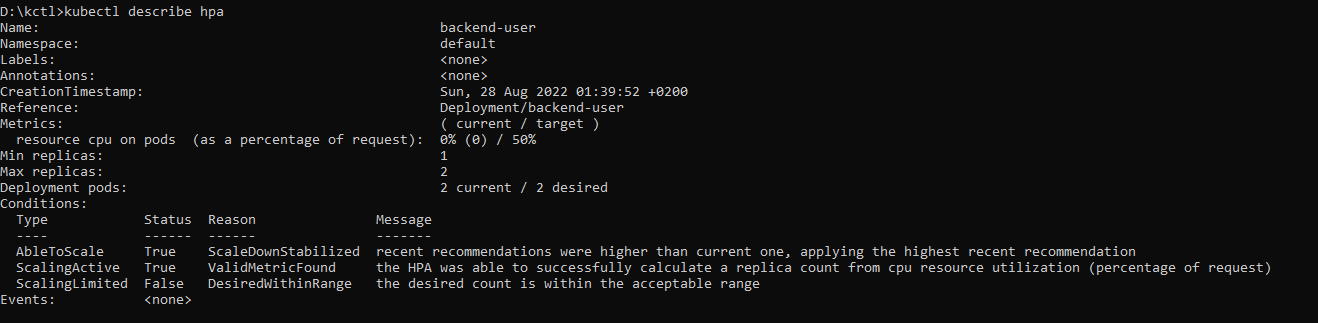 D:\kctl>kubectl describe hpa
Name:                                                  backend-user
Namespace:                                             default
Labels:                                                <none>
Annotations:                                           <none>
CreationTimestamp:                                     Sun, 28 Aug 2022 01:39:52 +0200
Reference:                                             Deployment/backend-user
Metrics:                                               ( current / target )
  resource cpu on pods  (as a percentage of request):  0% (0) / 50%
Min replicas:                                          1
Max replicas:                                          2
Deployment pods:                                       2 current / 2 desired
Conditions:
  Type            Status  Reason               Message
  ----            ------  ------               -------
  AbleToScale     True    ScaleDownStabilized  recent recommendations were higher than current one, applying the highest recent recommendation
  ScalingActive   True    ValidMetricFound     the HPA was able to successfully calculate a replica count from cpu resource utilization (percentage of request)
  ScalingLimited  False   DesiredWithinRange   the desired count is within the acceptable range
Events:           <none>